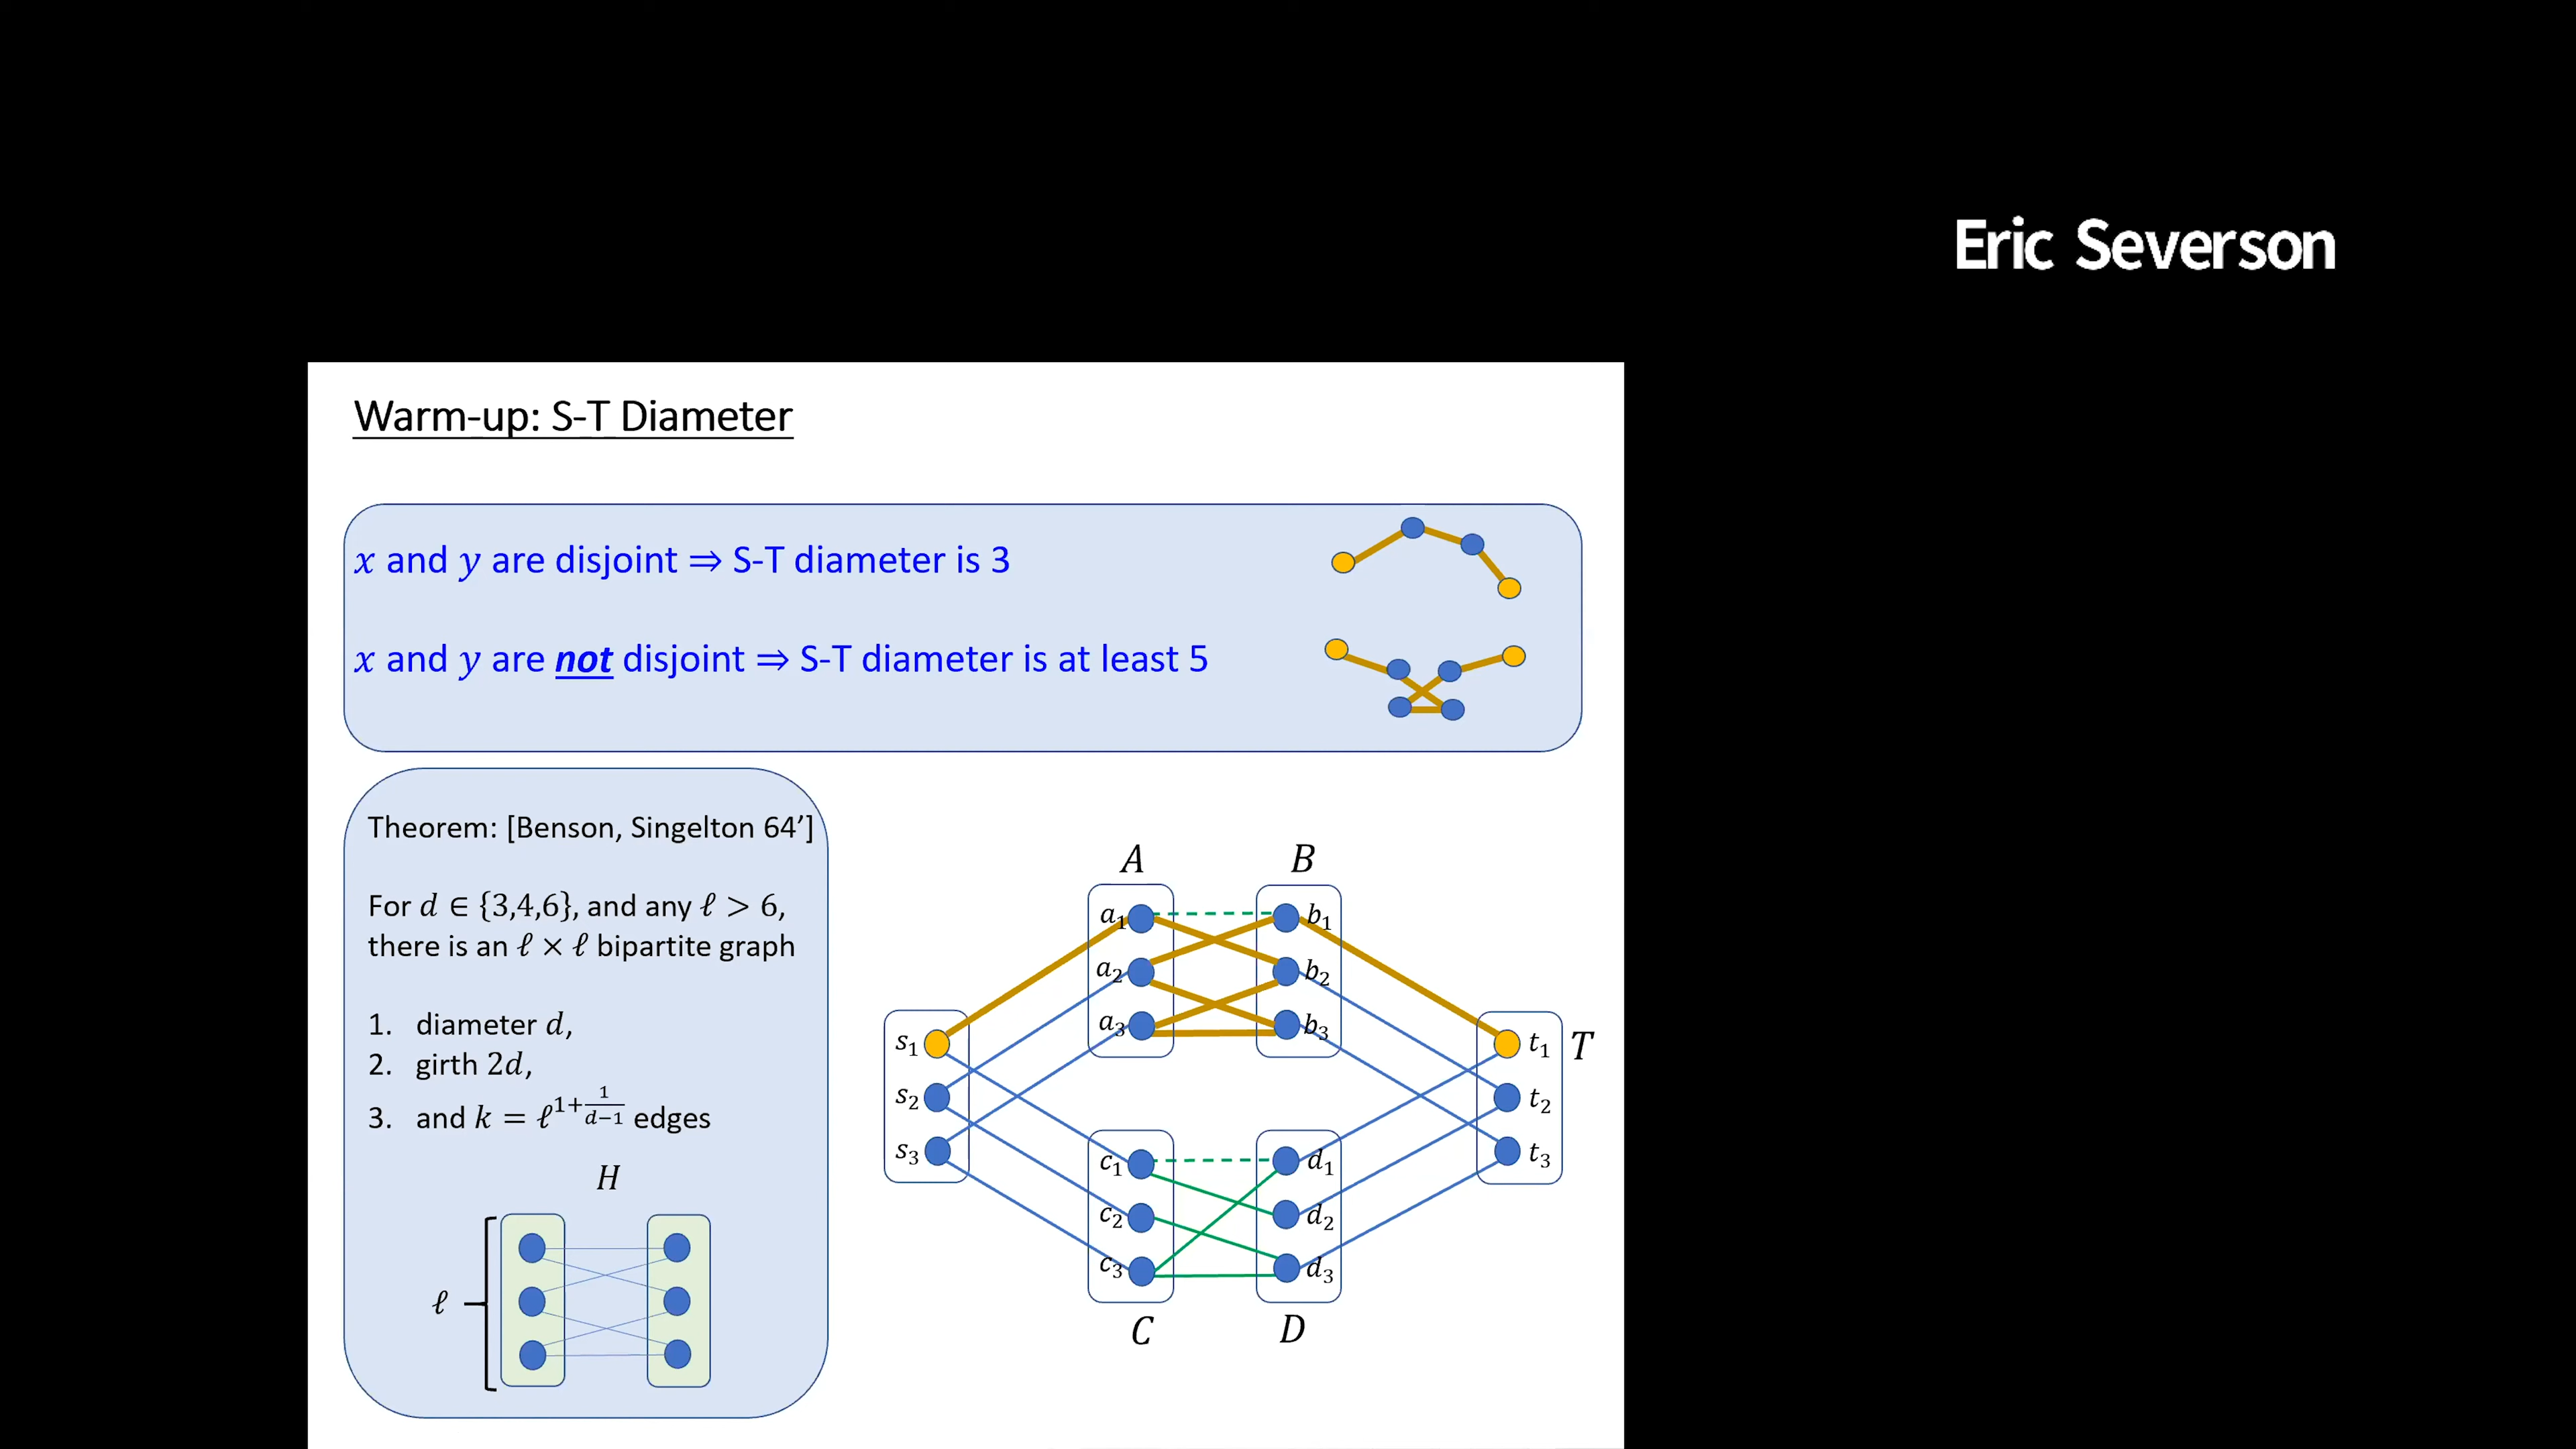 Eric Severson
Warm-up: S-T Diameter
x and y are disjoint ⇒ S-T diameter is 3
x and y are not disjoint ⇒ S-T diameter is at least 5
Theorem: [Benson, Singelton 64’]
For d ∈ {3,4,6}, and any ℓ > 6,
there is an ℓ × ℓ bipartite graph
1. diameter d,
2. girth 2d,
3. and k = ℓ^{1+\frac{1}{d−1}} edges
H
ℓ
A B
a₁ b₁
a₂ b₂
a₃ b₃
s₁ t₁ T
s₂ t₂
s₃ t₃
c₁ d₁
c₂ d₂
c₃ d₃
C D